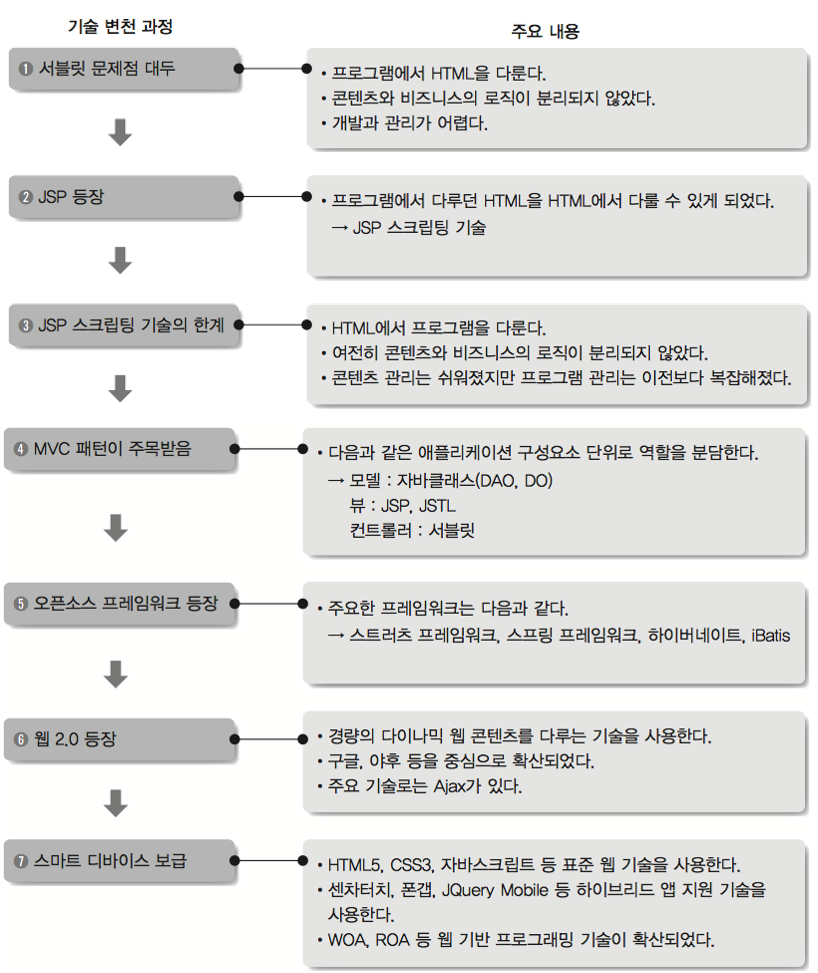 기술 변천 과정
주요 내용
❶ 서블릿 문제점 대두
• 프로그램에서 HTML을 다룬다.
• 콘텐츠와 비즈니스의 로직이 분리되지 않았다.
• 개발과 관리가 어렵다.
❷ JSP 등장
• 프로그램에서 다루던 HTML을 HTML에서 다룰 수 있게 되었다.
→ JSP 스크립팅 기술
❸ JSP 스크립팅 기술의 한계
• HTML에서 프로그램을 다룬다.
• 여전히 콘텐츠와 비즈니스의 로직이 분리되지 않았다.
• 콘텐츠 관리는 쉬워졌지만 프로그램 관리는 이전보다 복잡해졌다.
❹ MVC 패턴이 주목받음
• 다음과 같은 애플리케이션 구성요소 단위로 역할을 분담한다.
→ 모델 : 자바클래스(DAO, DO)
뷰 : JSP, JSTL
컨트롤러 : 서블릿
❺ 오픈소스 프레임워크 등장
• 주요한 프레임워크는 다음과 같다.
→ 스트러츠 프레임워크, 스프링 프레임워크, 하이버네이트, iBatis
❻ 웹 2.0 등장
• 경량의 다이나믹 웹 콘텐츠를 다루는 기술을 사용한다.
• 구글, 야후 등을 중심으로 확산되었다.
• 주요 기술로는 Ajax가 있다.
❼ 스마트 디바이스 보급
• HTML5, CSS3, 자바스크립트 등 표준 웹 기술을 사용한다.
• 센차터치, 폰갭, JQuery Mobile 등 하이브리드 앱 지원 기술을
사용한다.
• WOA, ROA 등 웹 기반 프로그래밍 기술이 확산되었다.